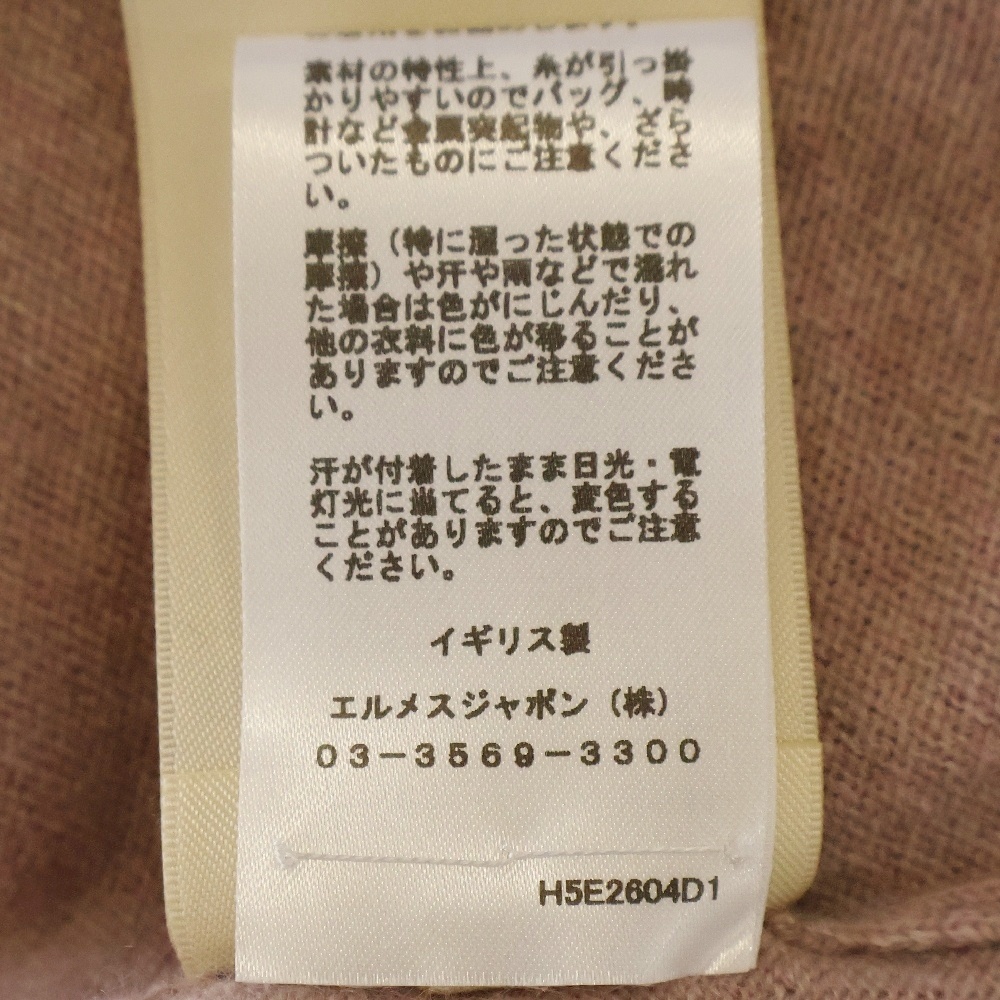 素材の特性上、糸が引っ掛
かりやすいのでバッグ、時
計など金属突起物や、ざら
ついたものにご注意くださ
い。
摩擦（特に湿った状態での
摩擦）や汗や雨などで濡れ
た場合は色がにじんだり、
他の衣料に色が移ることが
ありますのでご注意くださ
い。
汗が付着したまま日光・電
灯光に当てると、変色する
ことがありますのでご注意
ください。
イギリス製
エルメスジャポン（株）
03-3569-3300
H5E2604D1